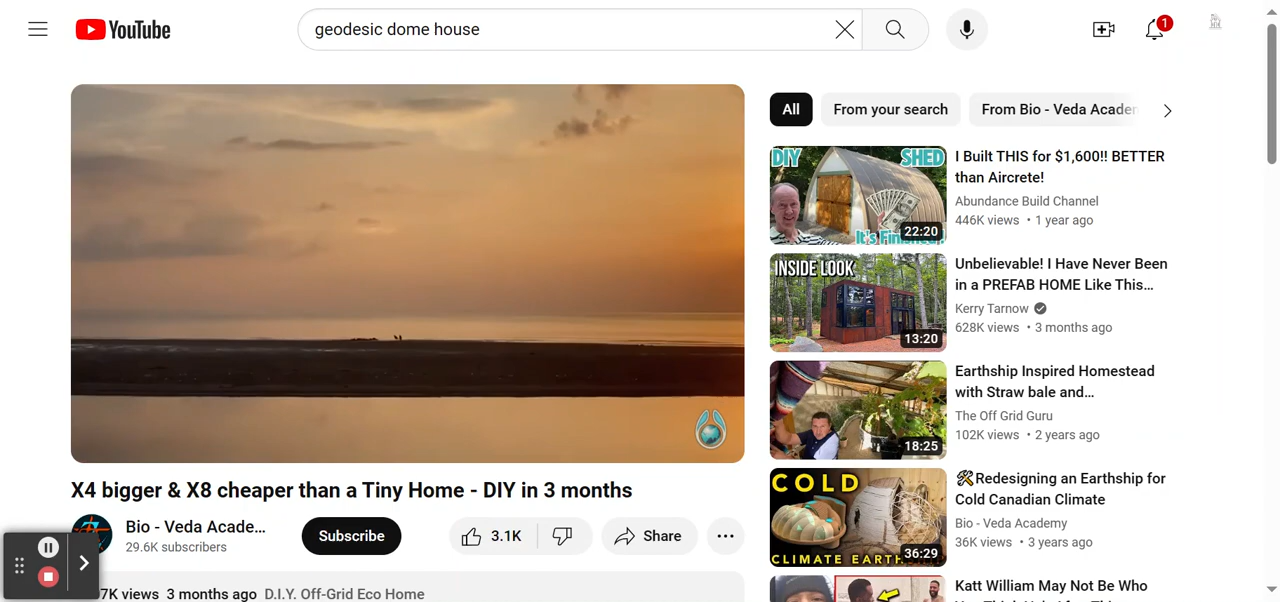 YouTube
geodesic dome house
1
All
From your search
From Bio - Veda Acade
DIY
SHED
It's Finished!
22:20
I Built THIS for $1,600!! BETTER
than Aircrete!
Abundance Build Channel
446K views • 1 year ago
INSIDE LOOK
13:20
Unbelievable! I Have Never Been
in a PREFAB HOME Like This…
Kerry Tarnow
628K views • 3 months ago
18:25
Earthship Inspired Homestead
with Straw bale and…
The Off Grid Guru
102K views • 2 years ago
COLD
CLIMATE EARTH
36:29
🛠Redesigning an Earthship for
Cold Canadian Climate
Bio - Veda Academy
36K views • 3 years ago
Katt William May Not Be Who
X4 bigger & X8 cheaper than a Tiny Home - DIY in 3 months
Bio - Veda Acade...
29.6K subscribers
Subscribe
3.1K
Share
7K views 3 months ago D.I.Y. Off-Grid Eco Home